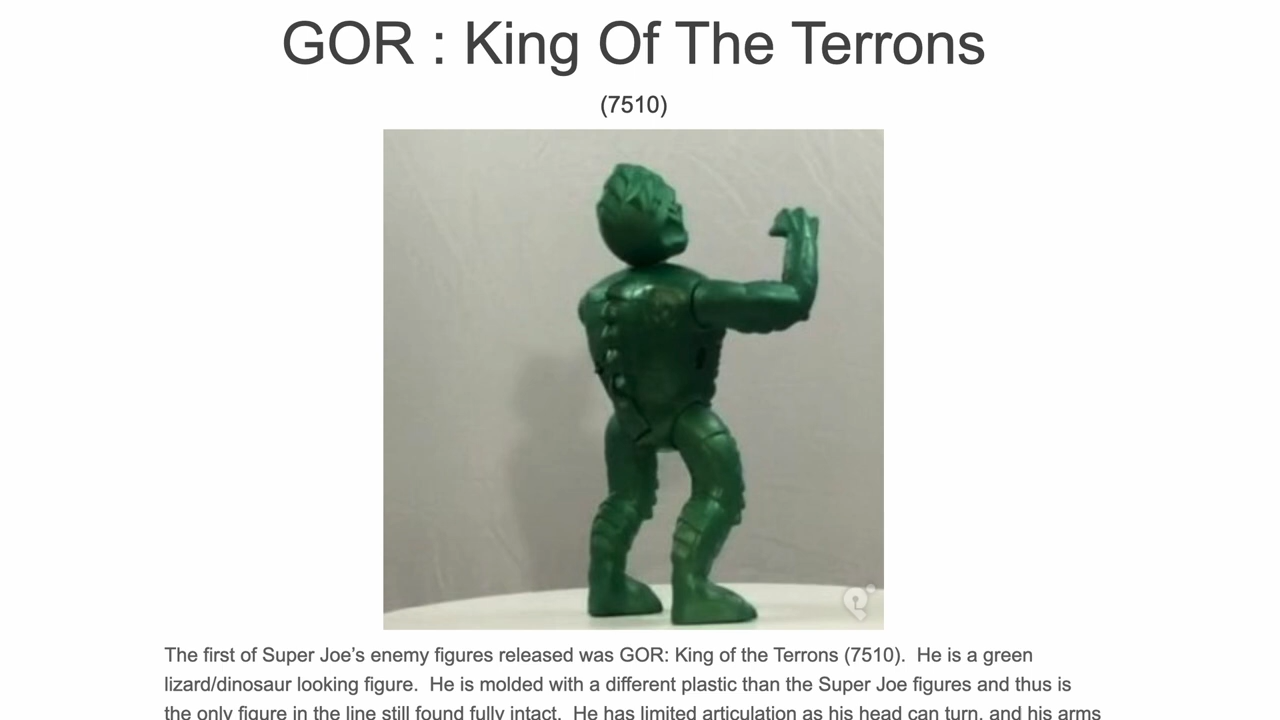 GOR : King Of The Terrons
(7510)
The first of Super Joe’s enemy figures released was GOR: King of the Terrons (7510).  He is a green
lizard/dinosaur looking figure.  He is molded with a different plastic than the Super Joe figures and thus is
the only figure in the line still found fully intact.  He has limited articulation as his head can turn, and his arms